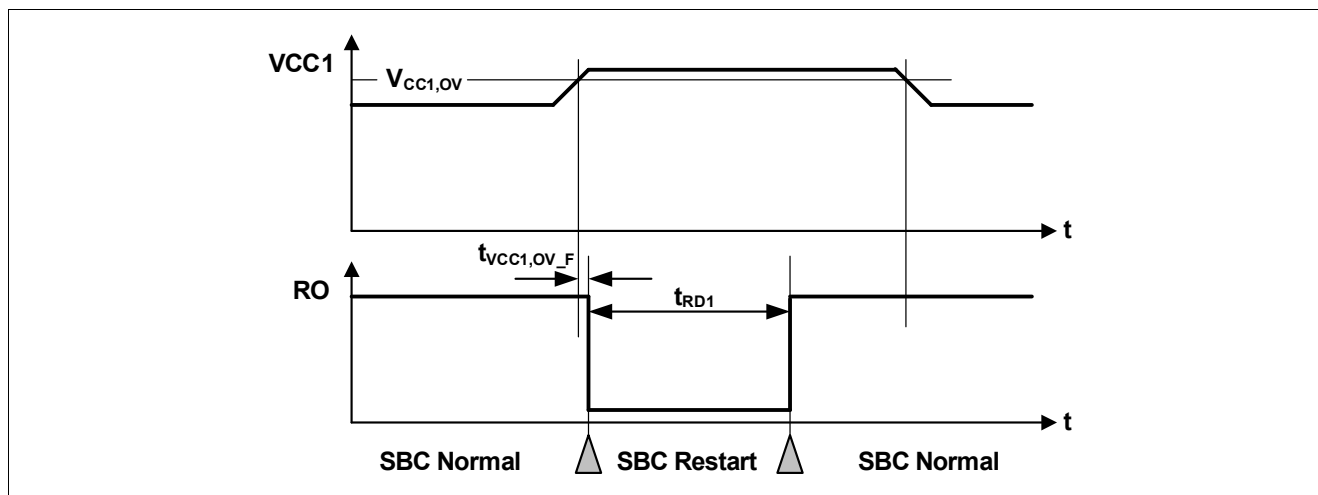 VCC1
VCC1,OV
t
tVCC1,OV_F
RO
tRD1
t
SBC Normal
SBC Restart
SBC Normal